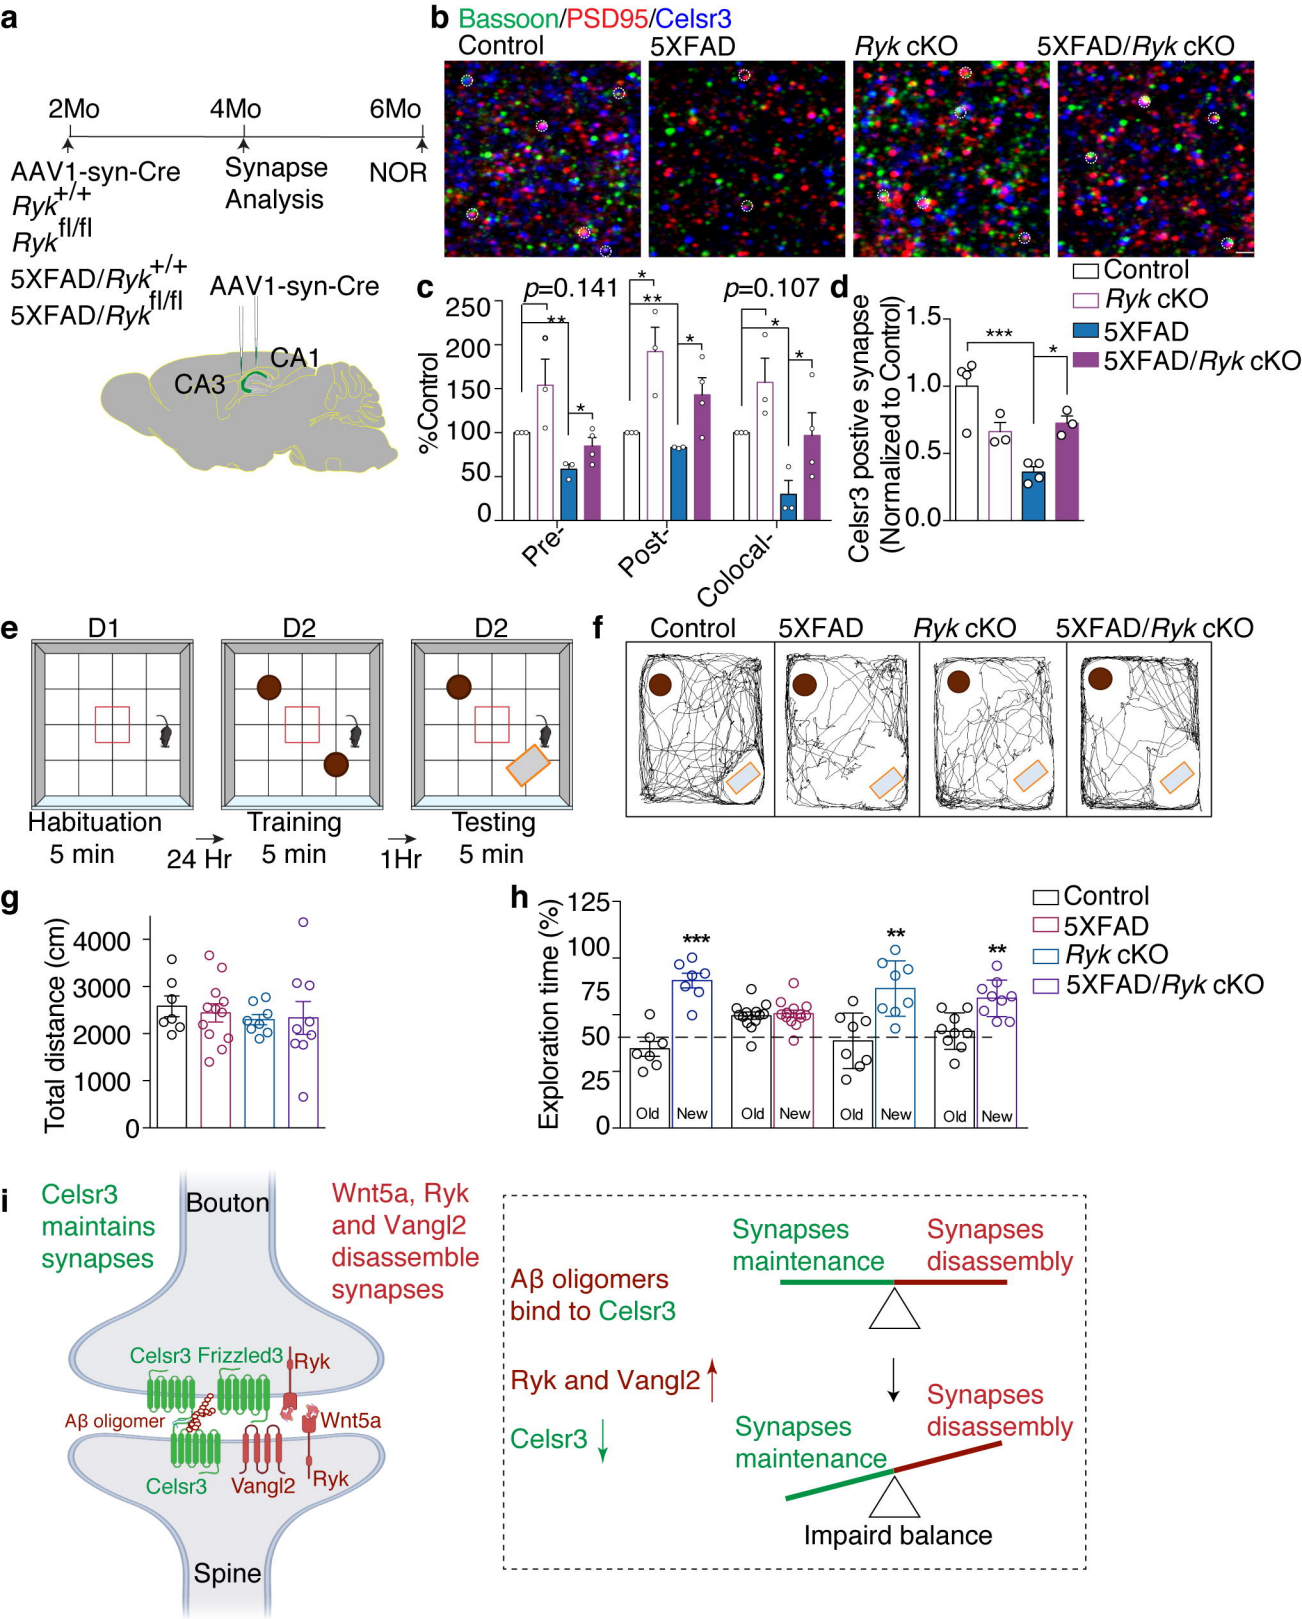 a
2Mo 4Mo 6Mo
AAV1-syn-Cre Synapse Analysis NOR
Ryk+/+
Rykfl/fl
5XFAD/Ryk+/+
5XFAD/Rykfl/fl
AAV1-syn-Cre
CA1
CA3
b Bassoon/PSD95/Celsr3
Control 5XFAD Ryk cKO 5XFAD/Ryk cKO
c
%Control
250
200
150
100
50
0
p=0.141 * ** p=0.107
** * * * *
Pre- Post- Colocal-
d
Celsr3 postive synapse
(Normalized to Control)
1.5
1.0
0.5
0.0
*** *
Control
Ryk cKO
5XFAD
5XFAD/Ryk cKO
e
D1 D2 D2
Habituation Training Testing
5 min 24 Hr 5 min 1Hr 5 min
f
Control 5XFAD Ryk cKO 5XFAD/Ryk cKO
g
Total distance (cm)
4000
3000
2000
1000
0
h
Exploration time (%)
125
100
75
50
25
0
*** ** **
Old New Old New Old New Old New
Control
5XFAD
Ryk cKO
5XFAD/Ryk cKO
i
Celsr3
maintains
synapses
Bouton
Wnt5a, Ryk
and Vangl2
disassemble
synapses
Celsr3 Frizzled3 Ryk
Aβ oligomer
Wnt5a
Celsr3 Vangl2 Ryk
Spine
Aβ oligomers
bind to Celsr3
Ryk and Vangl2 ↑
Celsr3 ↓
Synapses
maintenance
Synapses
disassembly
Synapses
maintenance
Synapses
disassembly
Impaird balance